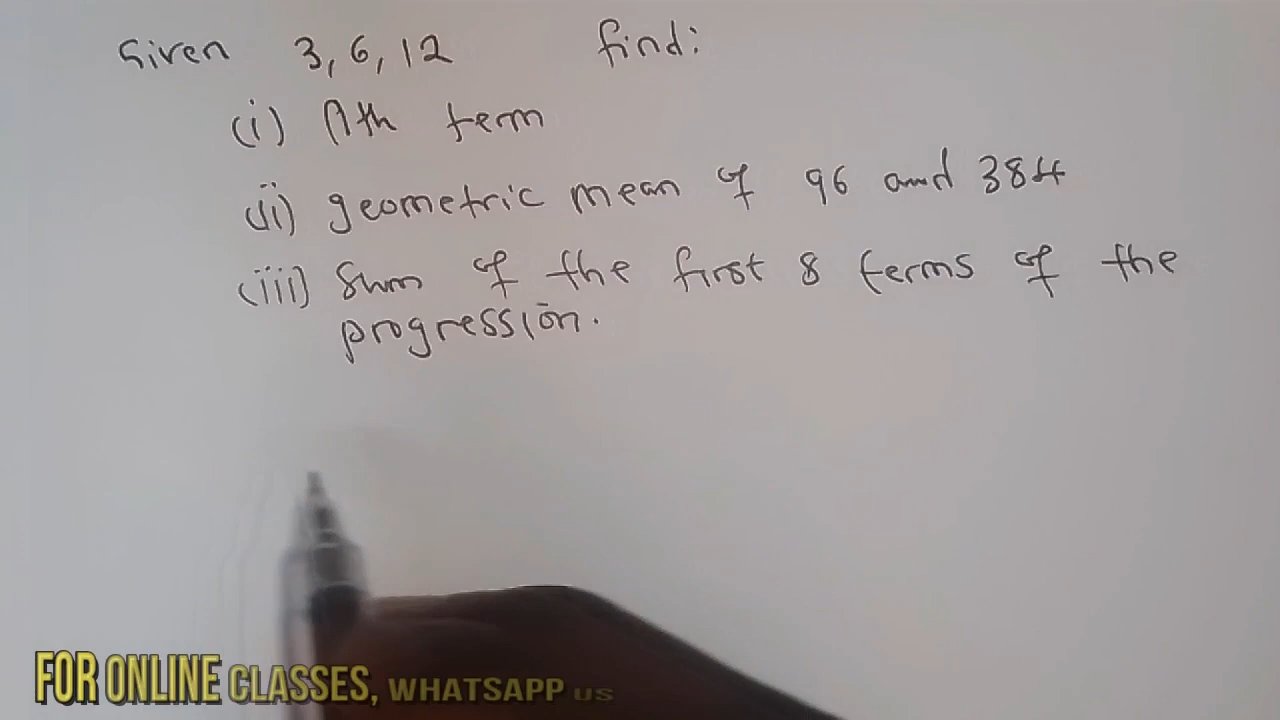 Given 3, 6, 12 find:
(i) nth term
(ii) geometric mean of 96 and 384
(iii) Sum of the first 8 terms of the
progression.
FOR ONLINE CLASSES, WHATSAPP US